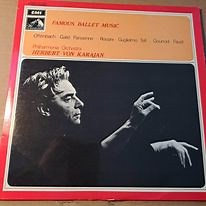 EMI
FAMOUS BALLET MUSIC
Offenbach · Gaîté Parisienne · Rossini · Guglielmo Tell · Gounod · Faust
Philharmonia Orchestra
HERBERT VON KARAJAN